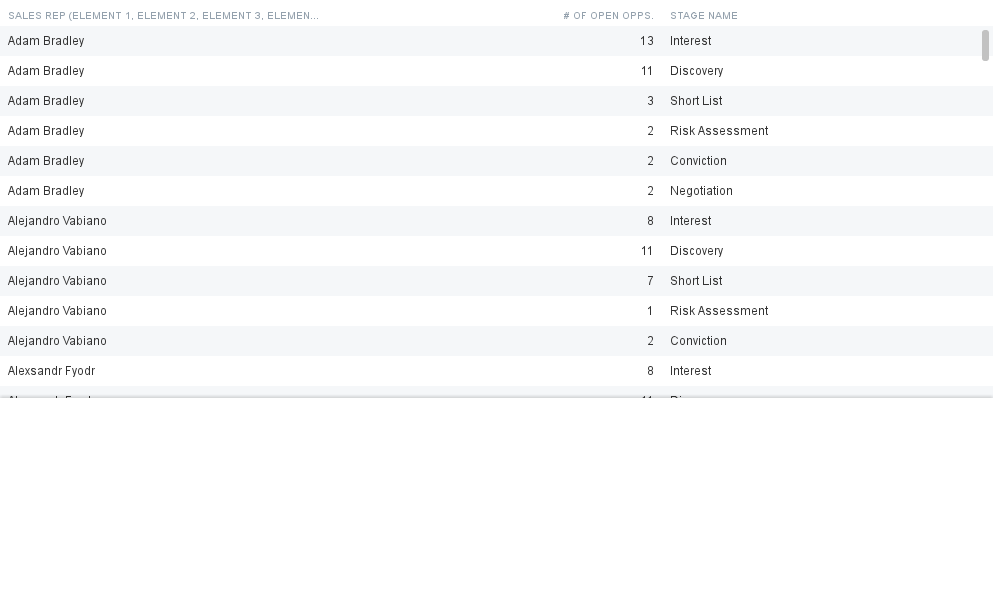 SALES REP (ELEMENT 1, ELEMENT 2, ELEMENT 3, ELEMEN... # OF OPEN OPPS. STAGE NAME
Adam Bradley 13 Interest
Adam Bradley 11 Discovery
Adam Bradley 3 Short List
Adam Bradley 2 Risk Assessment
Adam Bradley 2 Conviction
Adam Bradley 2 Negotiation
Alejandro Vabiano 8 Interest
Alejandro Vabiano 11 Discovery
Alejandro Vabiano 7 Short List
Alejandro Vabiano 1 Risk Assessment
Alejandro Vabiano 2 Conviction
Alexsandr Fyodr 8 Interest